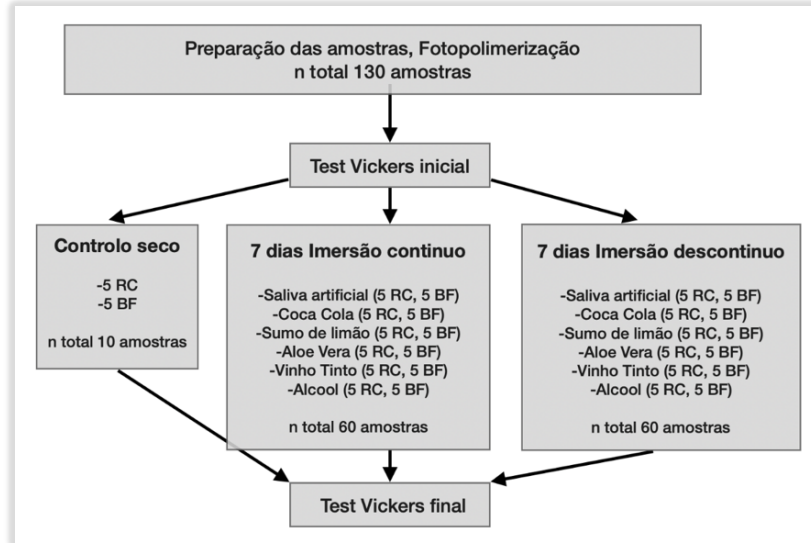 Preparação das amostras, Fotopolimerização
n total 130 amostras
Test Vickers inicial
Controlo seco
-5 RC
-5 BF
n total 10 amostras
7 dias Imersão continuo
-Saliva artificial (5 RC, 5 BF)
-Coca Cola (5 RC, 5 BF)
-Sumo de limão (5 RC, 5 BF)
-Aloe Vera (5 RC, 5 BF)
-Vinho Tinto (5 RC, 5 BF)
-Alcool (5 RC, 5 BF)
n total 60 amostras
7 dias Imersão descontinuo
-Saliva artificial (5 RC, 5 BF)
-Coca Cola (5 RC, 5 BF)
-Sumo de limão (5 RC, 5 BF)
-Aloe Vera (5 RC, 5 BF)
-Vinho Tinto (5 RC, 5 BF)
-Alcool (5 RC, 5 BF)
n total 60 amostras
Test Vickers final